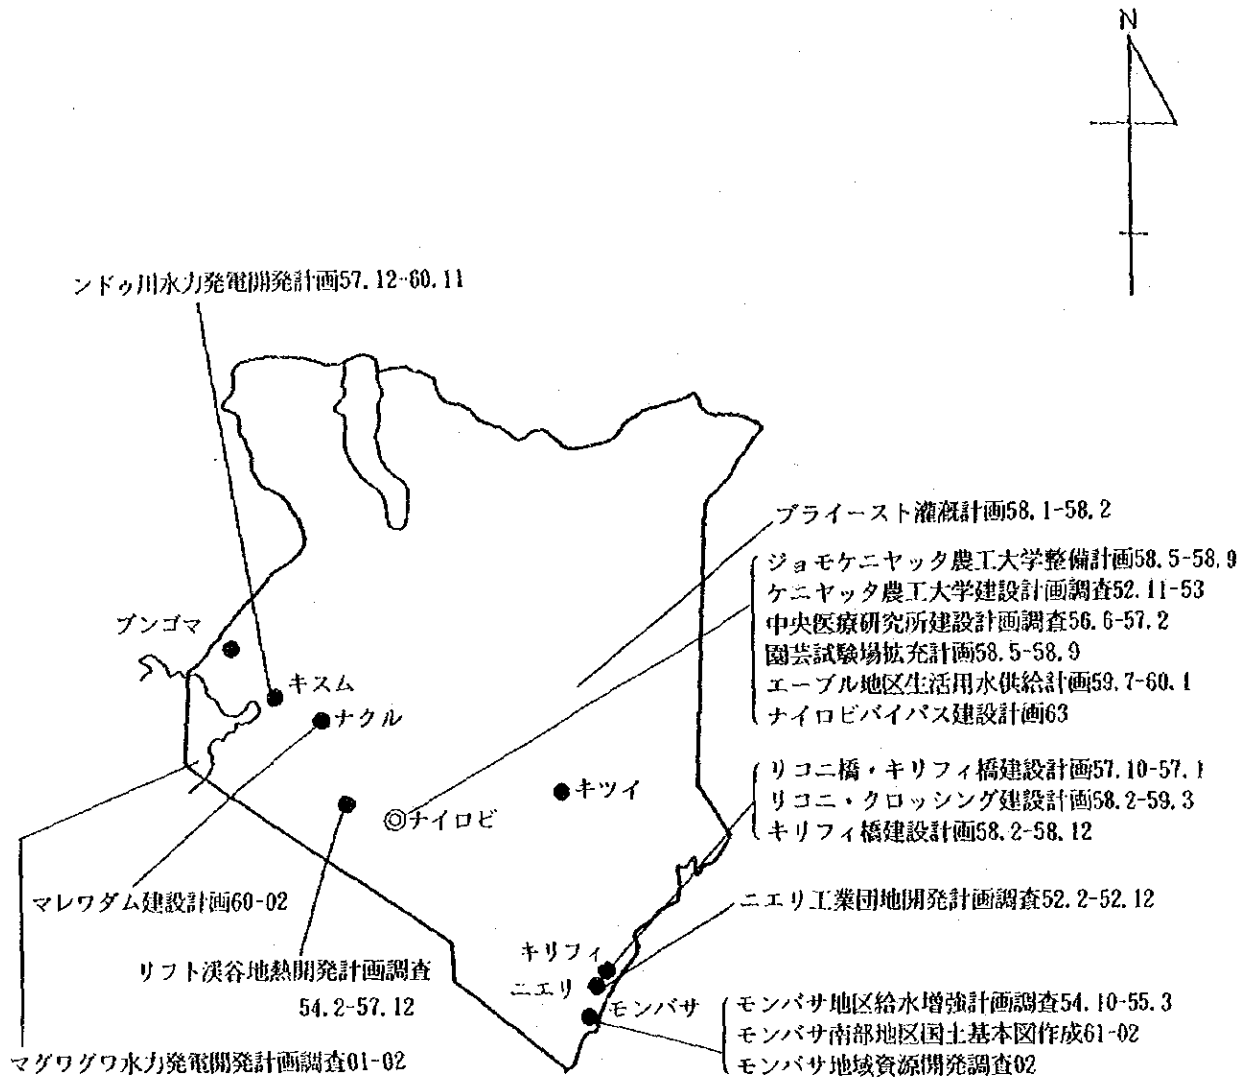 N
ンドゥ川水力発電開発計画57.12-60.11
ブライースト灌漑計画58.1-58.2
ジョモケニヤッタ農工大学整備計画58.5-58.9
ケニヤッタ農工大学建設計画調査52.11-53
中央医療研究所建設計画調査56.6-57.2
園芸試験場拡充計画58.5-58.9
エーブル地区生活用水供給計画59.7-60.1
ナイロビバイパス建設計画63
ブンゴマ
キスム
ナクル
キツイ
ナイロビ
リコニ橋・キリフィ橋建設計画57.10-57.1
リコニ・クロッシング建設計画58.2-59.3
キリフィ橋建設計画58.2-58.12
マレワダム建設計画60-02
ニエリ工業団地開発計画調査52.2-52.12
キリフィ
リフト渓谷地熱開発計画調査
54.2-57.12
ニエリ
モンバサ
モンバサ地区給水増強計画調査54.10-55.3
モンバサ南部地区国土基本図作成61-02
モンバサ地域資源開発調査02
マグワグワ水力発電開発計画調査01-02